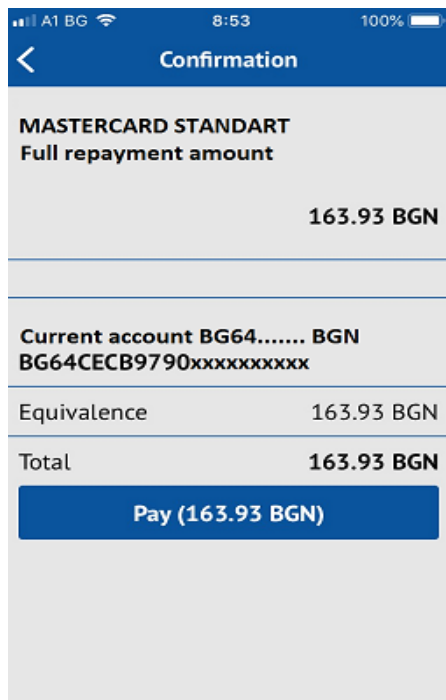 A1 BG 8:53 100%
Confirmation
MASTERCARD STANDART
Full repayment amount
163.93 BGN
Current account BG64....... BGN
BG64CECB9790xxxxxxxxxx
Equivalence 163.93 BGN
Total 163.93 BGN
Pay (163.93 BGN)